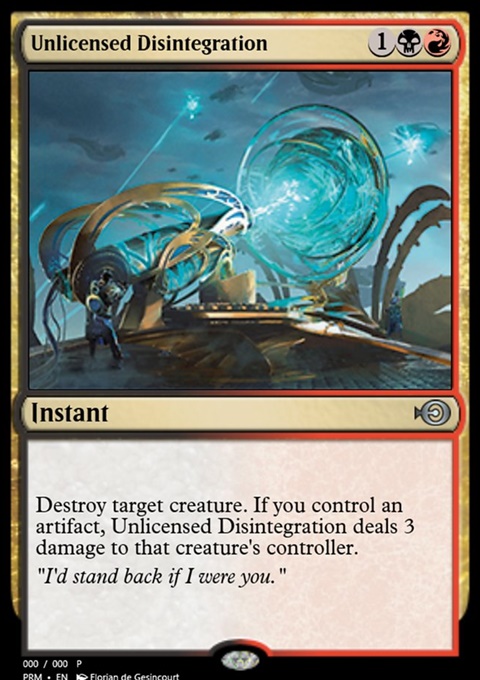 Unlicensed Disintegration 1
Instant
Destroy target creature. If you control an
artifact, Unlicensed Disintegration deals 3
damage to that creature's controller.
"I'd stand back if I were you."
000 / 000 P
PRM • EN Florian de Gesincourt